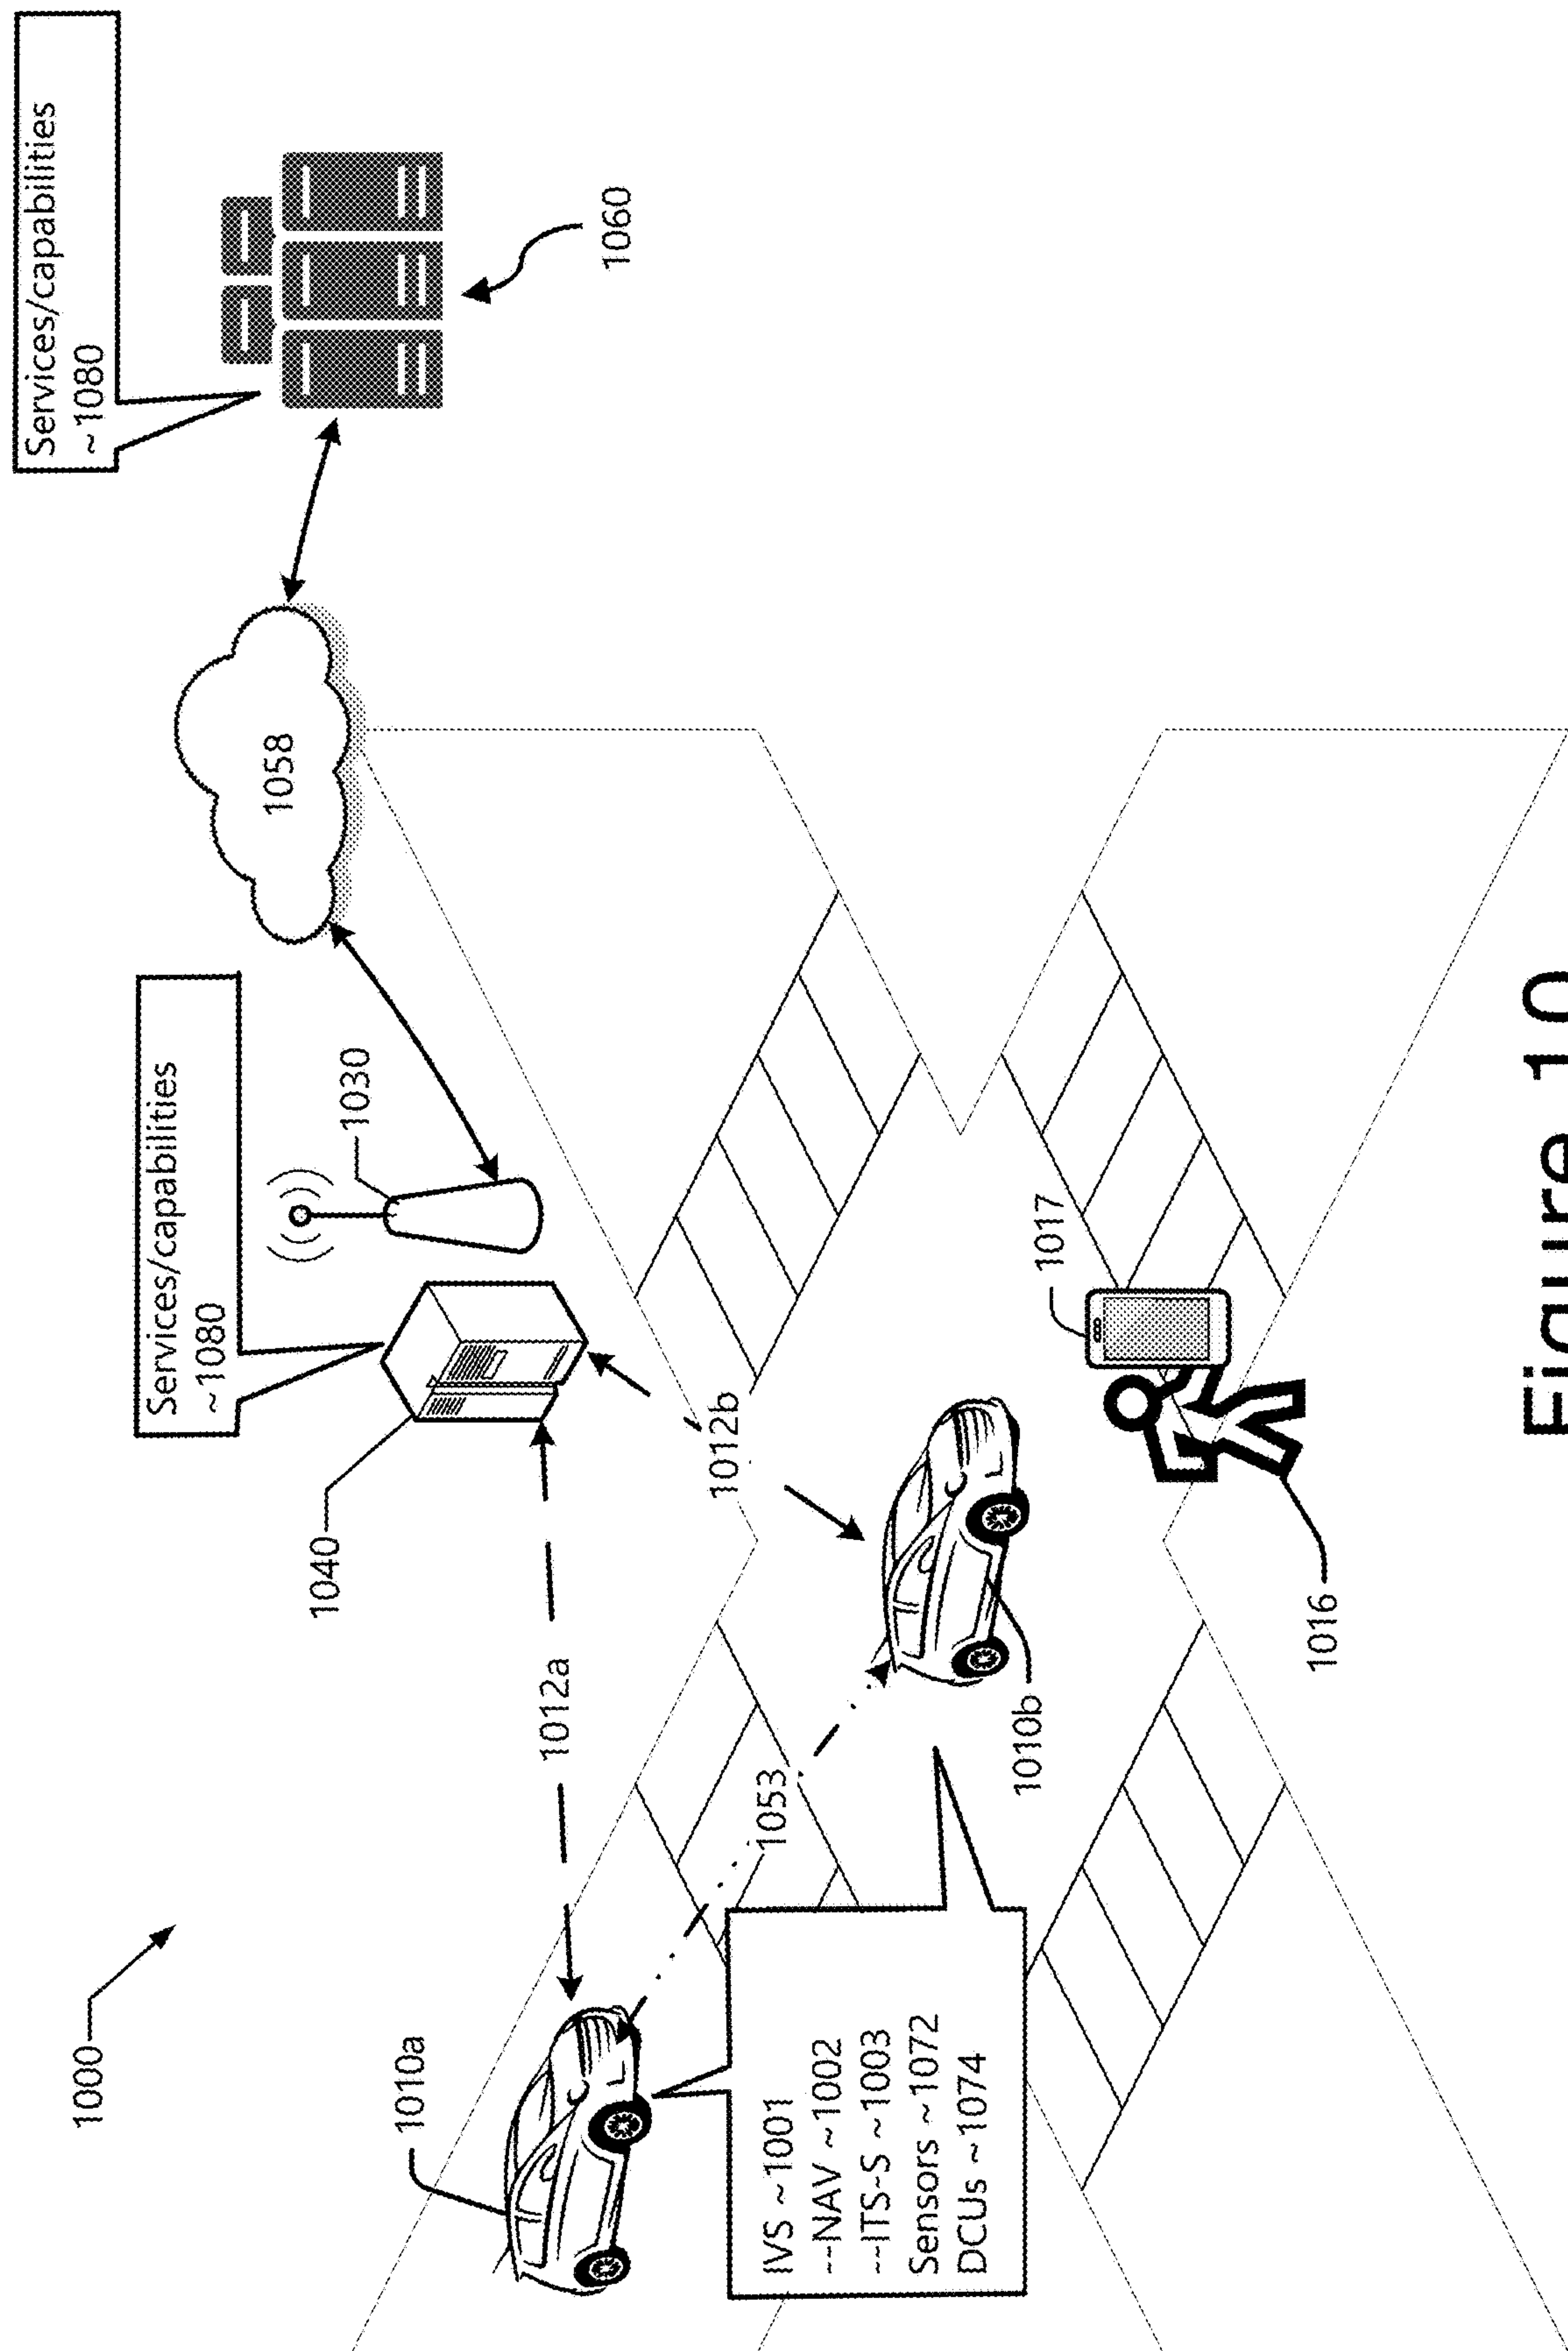 1000
Services/capabilities
~1080
1060
1058
Services/capabilities
~1080
1030
1040
1012a
1012b
1010a
1053
1010b
1017
1016
IVS ~1001
--NAV ~1002
--ITS-S ~1003
Sensors ~1072
DCUs ~1074
Figure 10